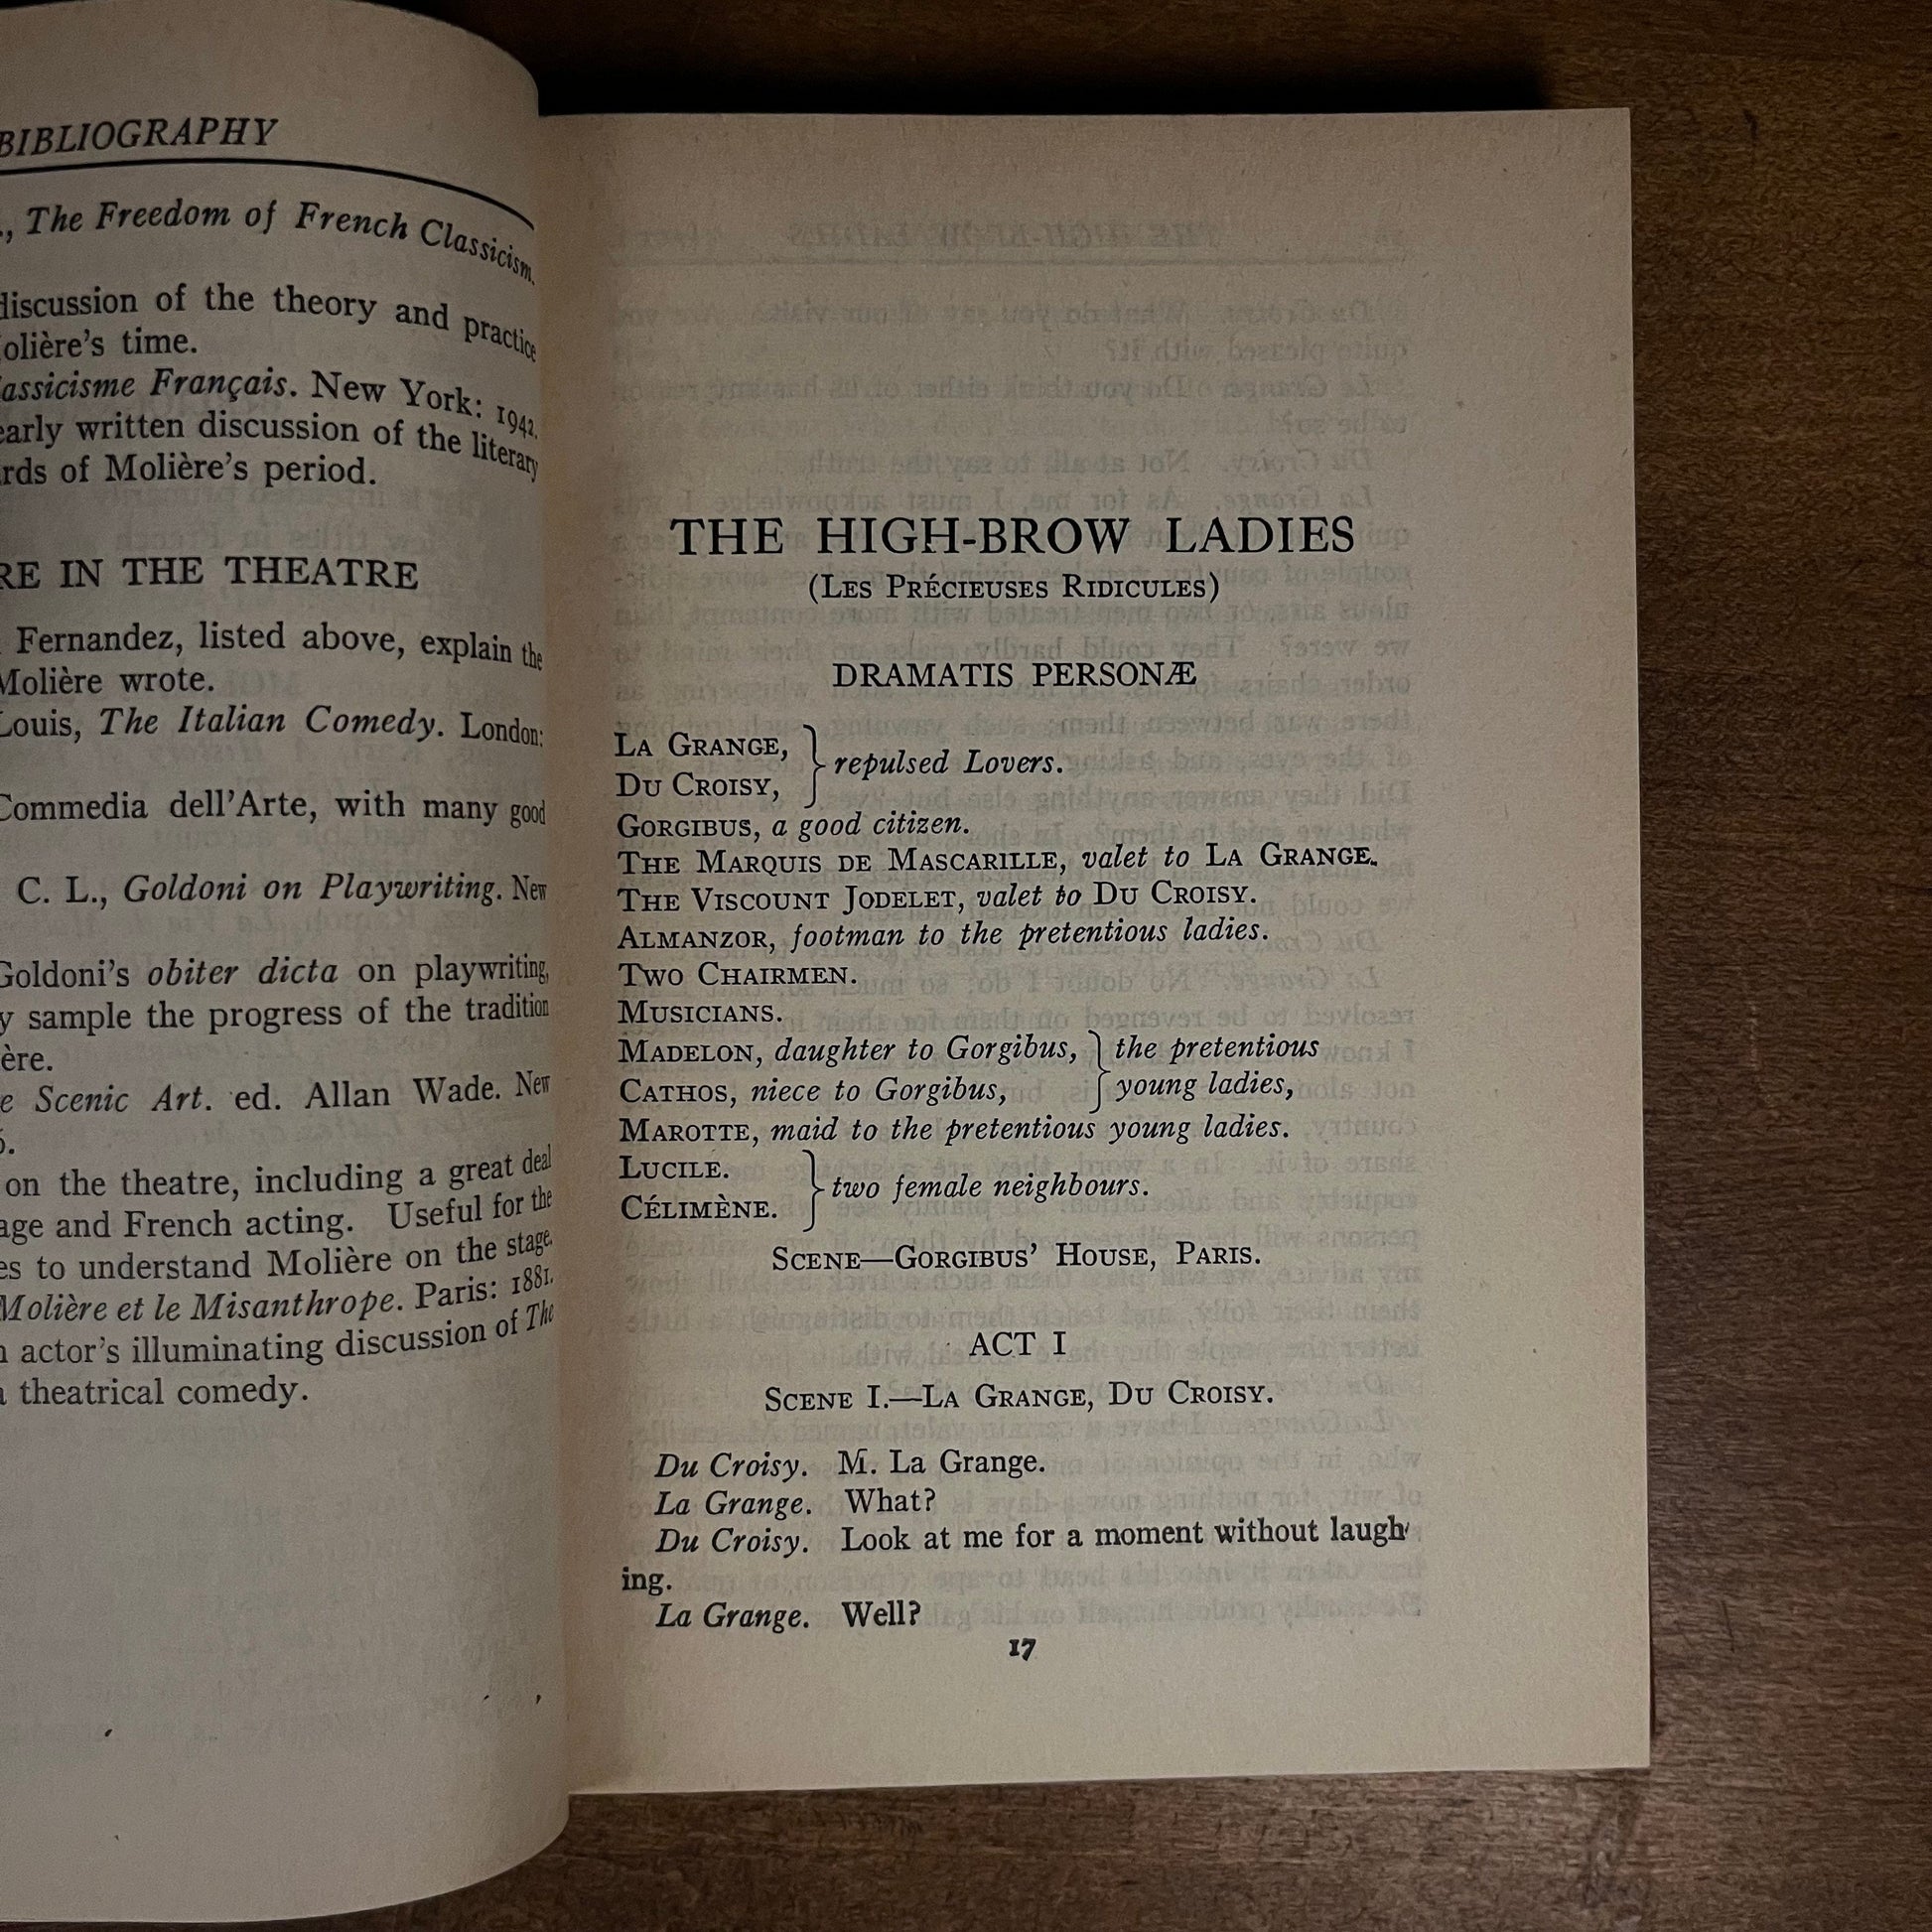 BIBLIOGRAPHY
The Freedom of French Classicism.
discussion of the theory and practice
time.
Français. New York: 1942.
written discussion of the literary
of Molière's period.
IN THE THEATRE
Fernandez, listed above, explain the
Molière wrote.
Louis, The Italian Comedy. London:
Commedia dell'Arte, with many good
C. L., Goldoni on Playwriting. New
Goldoni's obiter dicta on playwriting,
sample the progress of the tradition
Scenic Art. ed. Allan Wade. New
on the theatre, including a great deal
and French acting. Useful for the
to understand Molière on the stage.
Molière et le Misanthrope. Paris: 1881.
actor's illuminating discussion of The
theatrical comedy.
THE HIGH-BROW LADIES
(LES PRÉCIEUSES RIDICULES)
DRAMATIS PERSONÆ
LA GRANGE,
DU CROISY,
repulsed Lovers.
GORGIBUS, a good citizen.
THE MARQUIS DE MASCARILLE, valet to LA GRANGE.
THE VISCOUNT JODELET, valet to DU CROISY.
ALMANZOR, footman to the pretentious ladies.
TWO CHAIRMEN.
MUSICIANS.
MADELON, daughter to Gorgibus,
CATHOS, niece to Gorgibus,
the pretentious
young ladies,
MAROTTE, maid to the pretentious young ladies.
LUCILE.
CÉLIMÈNE.
two female neighbours.
SCENE—GORGIBUS' HOUSE, PARIS.
ACT I
SCENE I.—LA GRANGE, DU CROISY.
Du Croisy. M. La Grange.
La Grange. What?
Du Croisy. Look at me for a moment without laugh-
ing.
La Grange. Well?
17